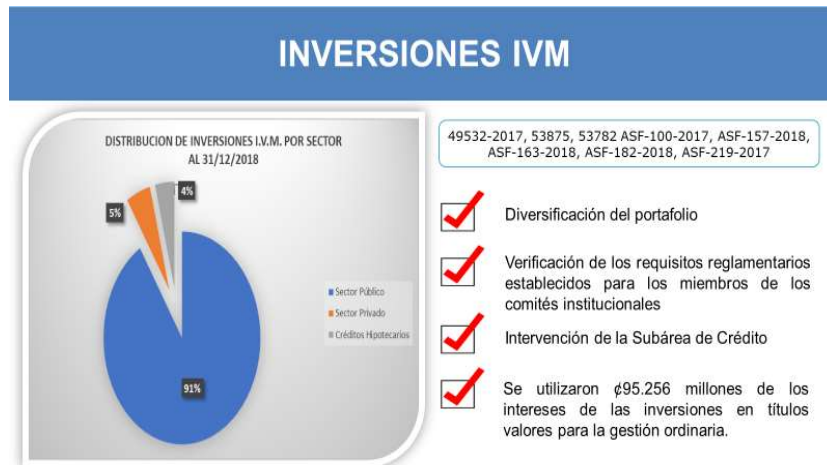 INVERSIONES IVM
DISTRIBUCION DE INVERSIONES I.V.M. POR SECTOR
AL 31/12/2018
4%
5%
91%
Sector Público
Sector Privado
Créditos Hipotecarios
49532-2017, 53875, 53782 ASF-100-2017, ASF-157-2018,
ASF-163-2018, ASF-182-2018, ASF-219-2017
Diversificación del portafolio
Verificación de los requisitos reglamentarios
establecidos para los miembros de los
comités institucionales
Intervención de la Subárea de Crédito
Se utilizaron ¢95.256 millones de los
intereses de las inversiones en títulos
valores para la gestión ordinaria.